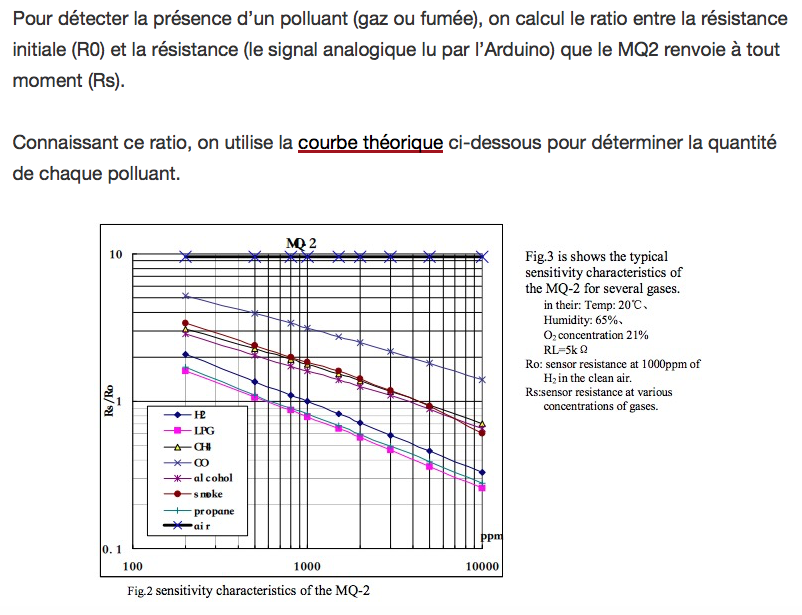 Pour détecter la présence d'un polluant (gaz ou fumée), on calcul le ratio entre la résistance
initiale (R0) et la résistance (le signal analogique lu par l'Arduino) que le MQ2 renvoie à tout
moment (Rs).
Connaissant ce ratio, on utilise la courbe théorique ci-dessous pour déterminer la quantité
de chaque polluant.
MQ-2
10
1
0.1
Rs/Ro
H2
LPG
CH4
CO
alcohol
smoke
propane
air
ppm
100
1000
10000
Fig.2 sensitivity characteristics of the MQ-2
Fig.3 is shows the typical
sensitivity characteristics of
the MQ-2 for several gases.
in their: Temp: 20℃、
Humidity: 65%、
O₂ concentration 21%
RL=5kΩ
Ro: sensor resistance at 1000ppm of
H₂ in the clean air.
Rs:sensor resistance at various
concentrations of gases.